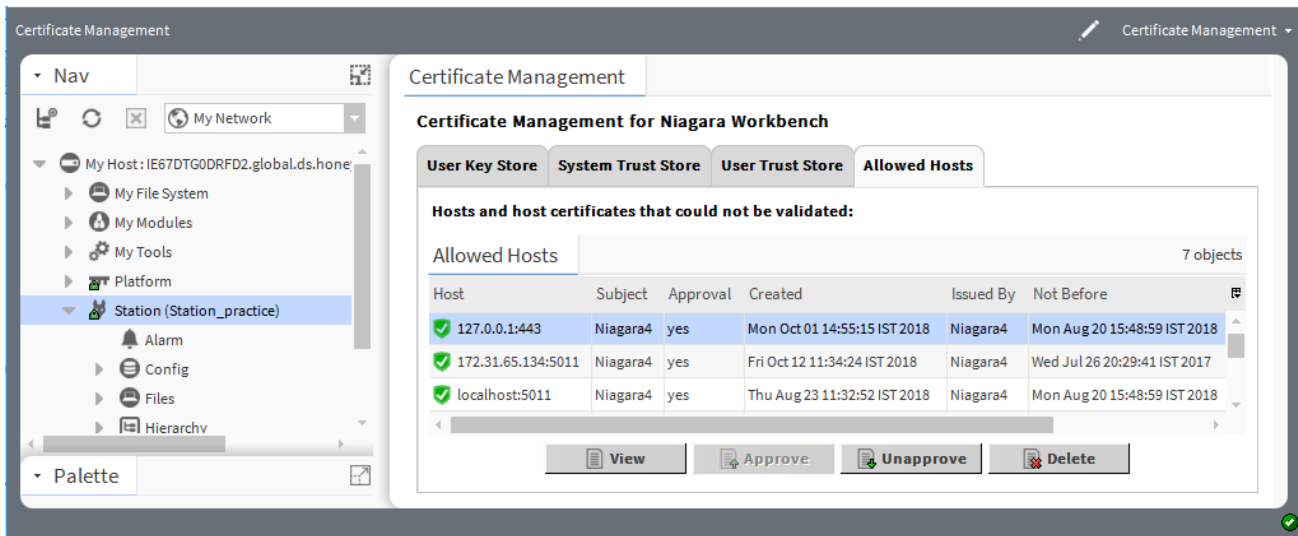 Certificate Management
Certificate Management
Nav
My Network
My Host : IE67DTG0DRFD2.global.ds.hone
My File System
My Modules
My Tools
Platform
Station (Station_practice)
Alarm
Config
Files
Hierarchy
Palette
Certificate Management
Certificate Management for Niagara Workbench
User Key Store System Trust Store User Trust Store Allowed Hosts
Hosts and host certificates that could not be validated:
Allowed Hosts 7 objects
Host Subject Approval Created Issued By Not Before
127.0.0.1:443 Niagara4 yes Mon Oct 01 14:55:15 IST 2018 Niagara4 Mon Aug 20 15:48:59 IST 2018
172.31.65.134:5011 Niagara4 yes Fri Oct 12 11:34:24 IST 2018 Niagara4 Wed Jul 26 20:29:41 IST 2017
localhost:5011 Niagara4 yes Thu Aug 23 11:32:52 IST 2018 Niagara4 Mon Aug 20 15:48:59 IST 2018
View Approve Unapprove Delete